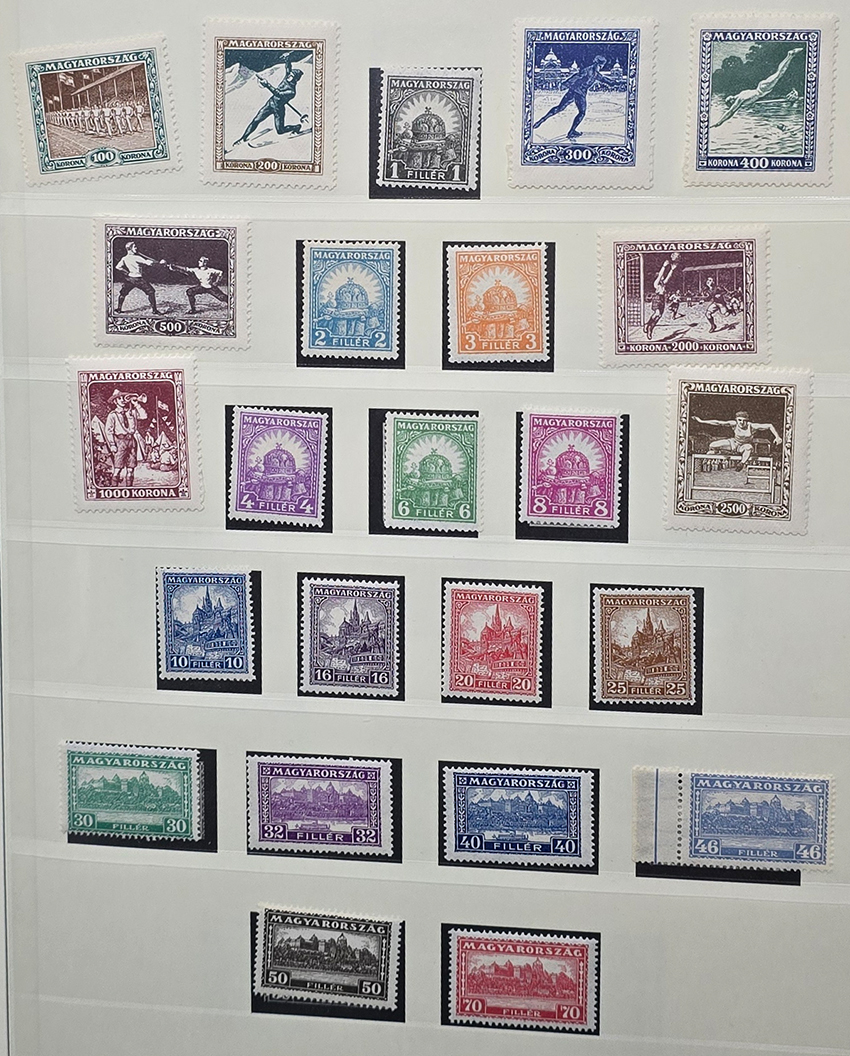 MAGYARORSZÁG
KORONA 100 KORONA
MAGYARORSZÁG
KORONA 200 KORONA
MAGYARORSZÁG
1
FILLÉR
MAGYARORSZÁG
KORONA 300 KORONA
MAGYARORSZÁG
KORONA 400 KORONA
MAGYARORSZÁG
KORONA 500 KORONA
MAGYARORSZÁG
2 2
FILLÉR
MAGYARORSZÁG
3 3
FILLÉR
MAGYARORSZÁG
KORONA 2000 KORONA
MAGYARORSZÁG
1000 KORONA
MAGYARORSZÁG
4 4
FILLÉR
MAGYARORSZÁG
6 6
FILLÉR
MAGYARORSZÁG
8 8
FILLÉR
MAGYARORSZÁG
KORONA 2500 KORONA
MAGYARORSZÁG
10 FILLÉR 10
MAGYARORSZÁG
16 FILLÉR 16
MAGYARORSZÁG
20 FILLÉR 20
MAGYARORSZÁG
25 FILLÉR 25
MAGYARORSZÁG
30 FILLÉR 30
MAGYARORSZÁG
32 FILLÉR 32
MAGYARORSZÁG
40 FILLÉR 40
MAGYARORSZÁG
46 FILLÉR 46
MAGYARORSZÁG
50 FILLÉR 50
MAGYARORSZÁG
70 FILLÉR 70